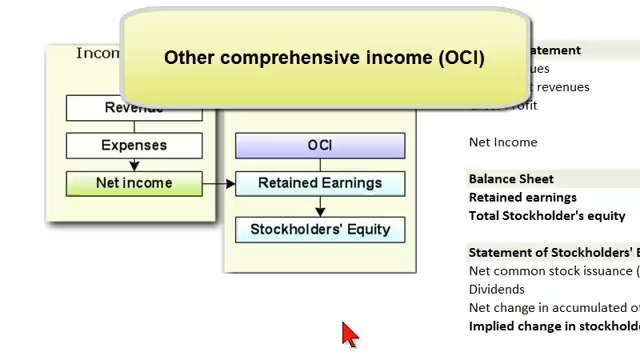 Other comprehensive income (OCI)
Incom
Revenue
Expenses
Net income
OCI
Retained Earnings
Stockholders' Equity
atement
ues
t revenues
Profit
Net Income
Balance Sheet
Retained earnings
Total Stockholder's equity
Statement of Stockholders' E
Net common stock issuance (
Dividends
Net change in accumulated ot
Implied change in stockholde